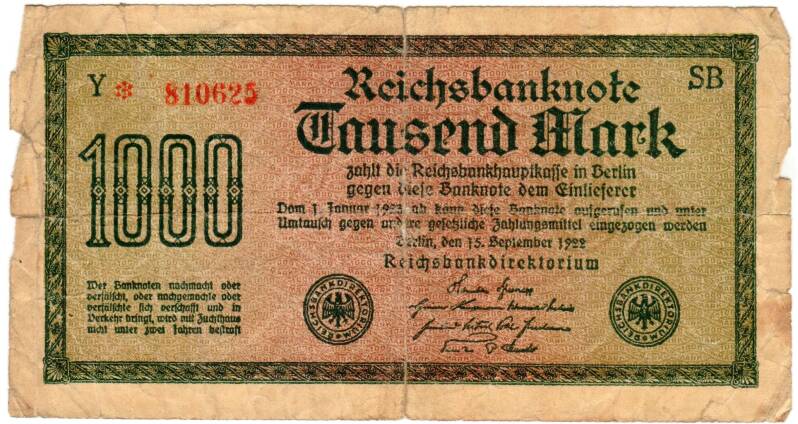 Y * 810625
SB
Reichsbanknote
Tausend Mark
1000
zahlt die Reichsbankhauptkasse in Berlin
gegen diese Banknote dem Einlieferer
Vom 1. Januar 1923 ab kann diese Banknote aufgerufen und unter
Umtausch gegen andere gesetzliche Zahlungsmittel eingezogen werden
Berlin, den 15. September 1922
Reichsbankdirektorium
Wer Banknoten nachmacht oder
verfälscht, oder nachgemachte oder
verfälschte sich verschafft und in
Verkehr bringt, wird mit Zuchthaus
nicht unter zwei Jahren bestraft
REICHSBANKDIREKTORIUM
REICHSBANKDIREKTORIUM